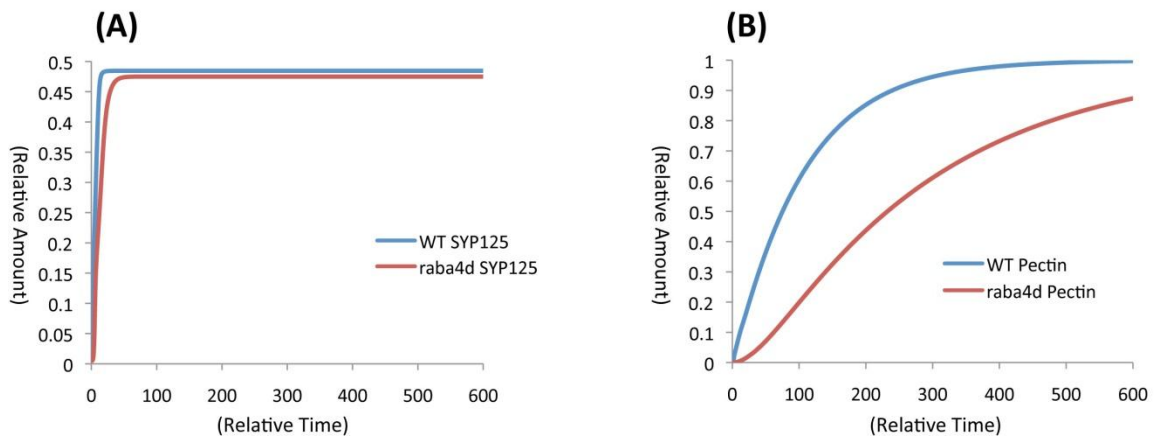 (A)
(Relative Amount)
0.5
0.45
0.4
0.35
0.3
0.25
0.2
0.15
0.1
0.05
0
0 100 200 300 400 500 600
(Relative Time)
WT SYP125
raba4d SYP125
(B)
(Relative Amount)
1
0.9
0.8
0.7
0.6
0.5
0.4
0.3
0.2
0.1
0
0 100 200 300 400 500 600
(Relative Time)
WT Pectin
raba4d Pectin